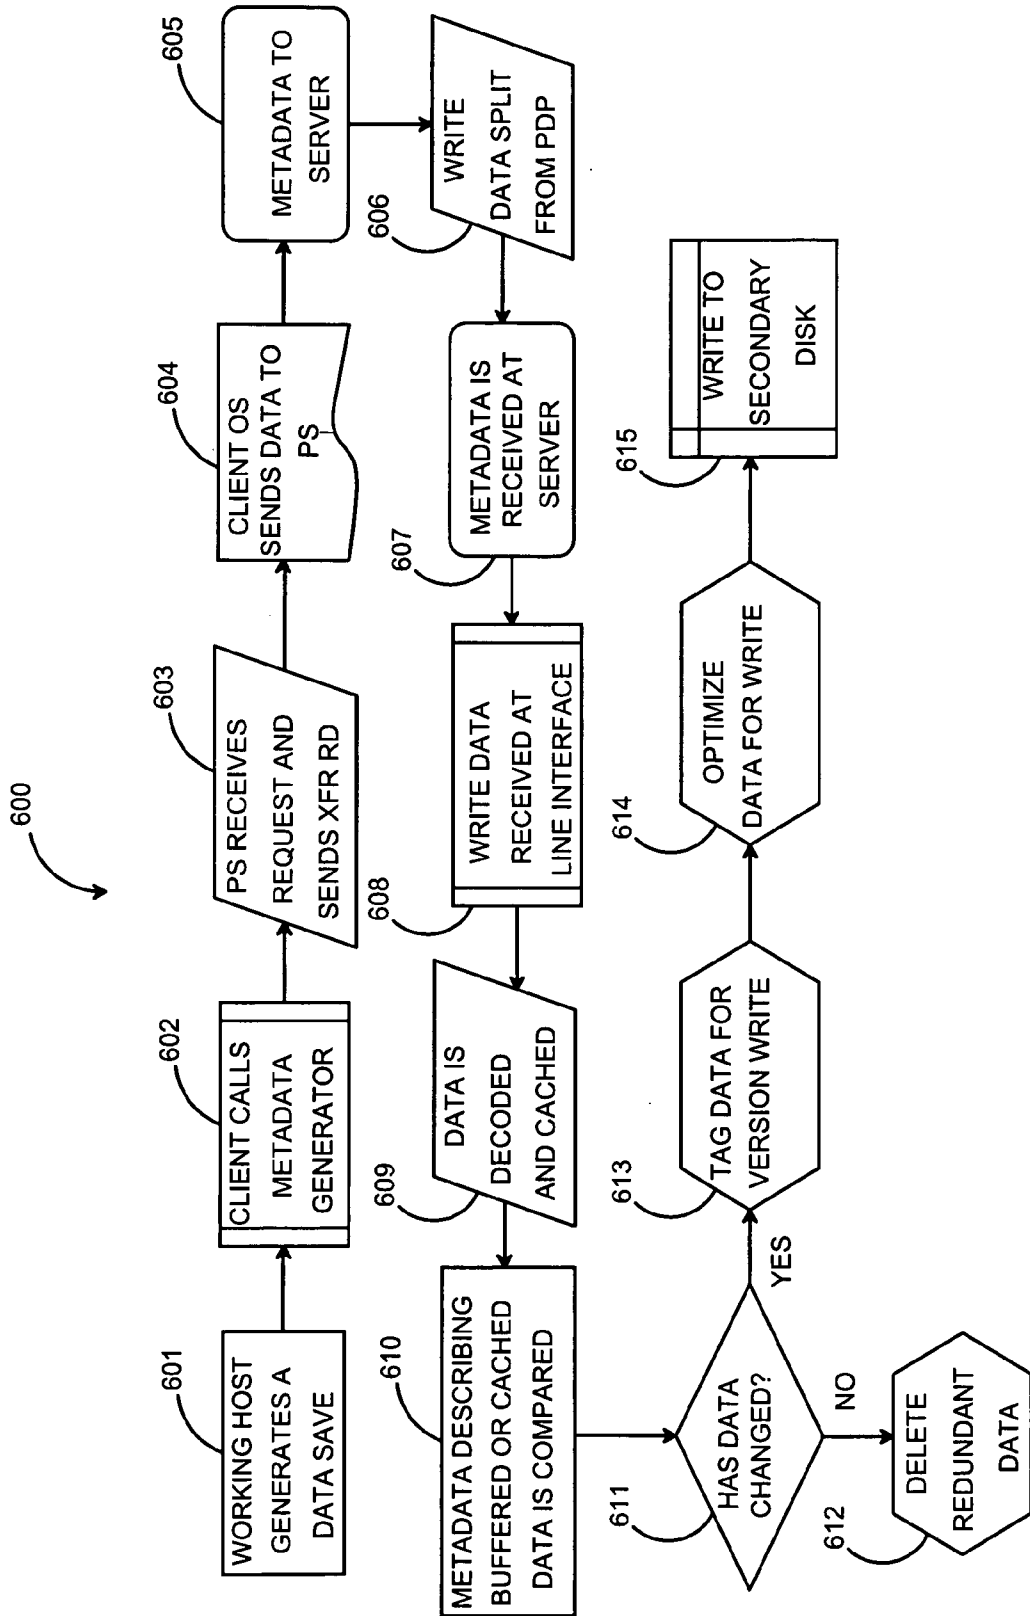 600
601
WORKING HOST
GENERATES A
DATA SAVE
602
CLIENT CALLS
METADATA
GENERATOR
603
PS RECEIVES
REQUEST AND
SENDS XFR RD
604
CLIENT OS
SENDS DATA TO
PS
605
METADATA TO
SERVER
606
WRITE
DATA SPLIT
FROM PDP
607
METADATA IS
RECEIVED AT
SERVER
608
WRITE DATA
RECEIVED AT
LINE INTERFACE
609
DATA IS
DECODED
AND CACHED
610
METADATA DESCRIBING
BUFFERED OR CACHED
DATA IS COMPARED
611
HAS DATA
CHANGED?
NO
YES
612
DELETE
REDUNDANT
DATA
613
TAG DATA FOR
VERSION WRITE
614
OPTIMIZE
DATA FOR WRITE
615
WRITE TO
SECONDARY
DISK